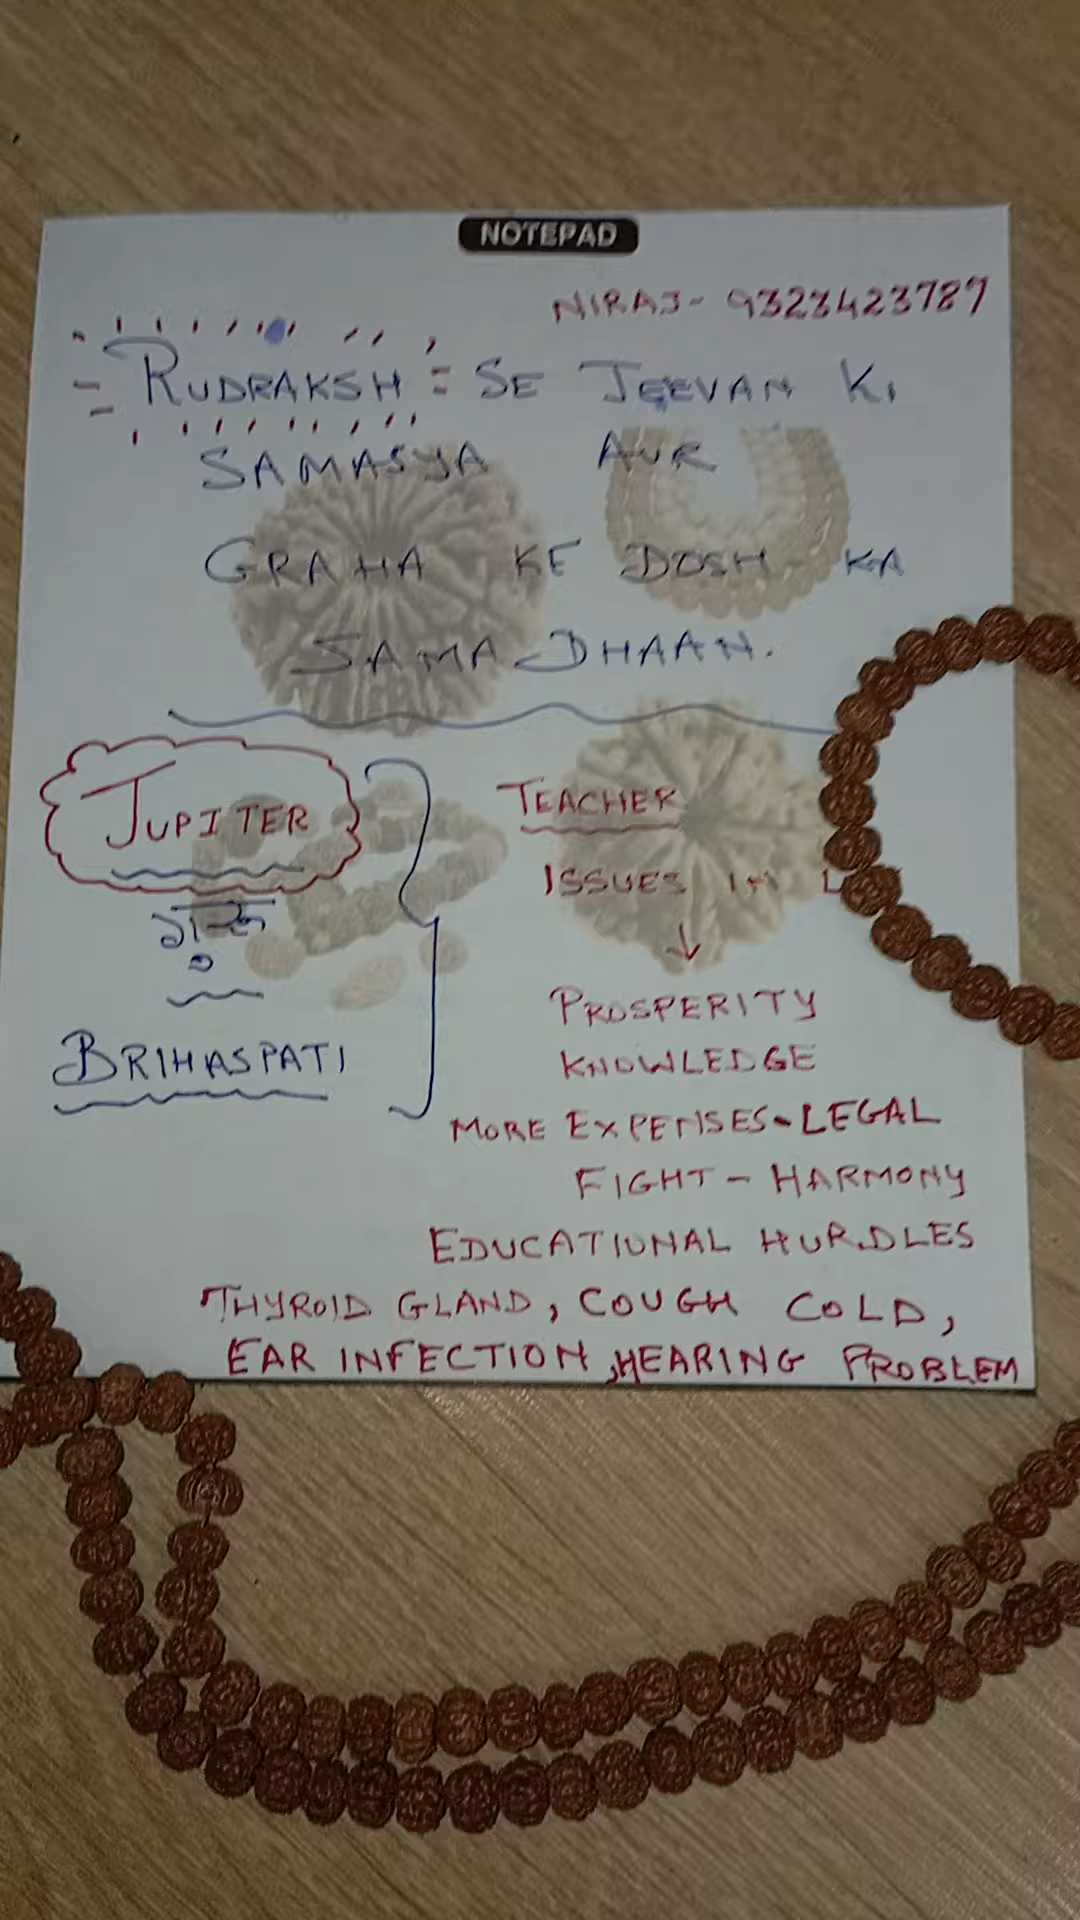 NOTEPAD
NIRAJ- 9323423787
RUDRAKSH SE JEEVAN KI
SAMASYA AUR
GRAHA KE DOSH KA
SAMADHAAN.
JUPITER
गुरु
BRIHASPATI
TEACHER
ISSUES IN
PROSPERITY
KNOWLEDGE
MORE EXPENSES-LEGAL
FIGHT - HARMONY
EDUCATIONAL HURDLES
THYROID GLAND, COUGH COLD,
EAR INFECTION, HEARING PROBLEM